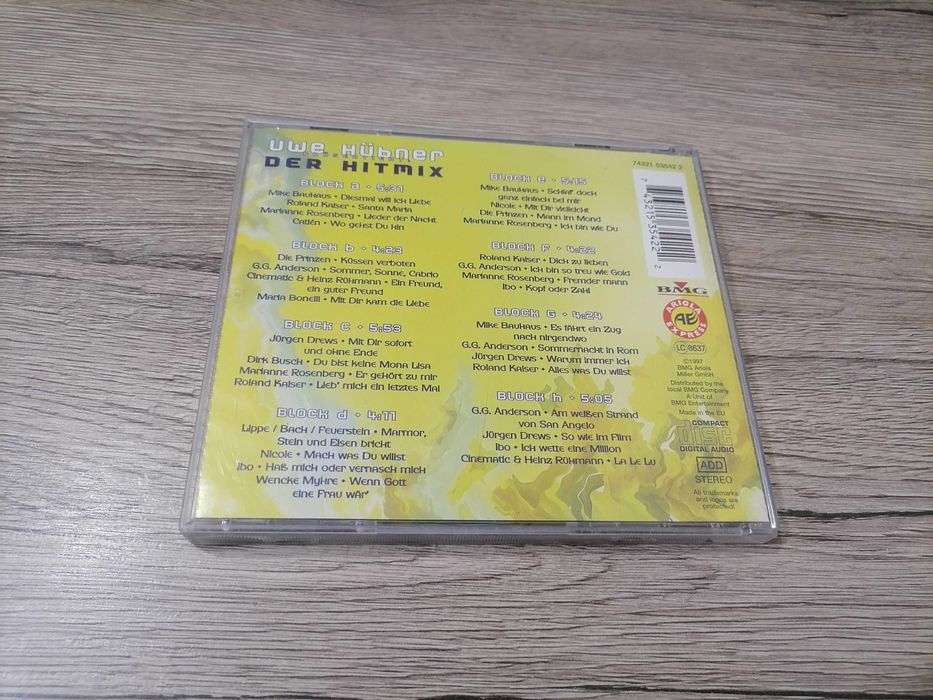 Uwe Hübner
DER HITMIX
BLOCK a · 5:31
Mike Bauhaus · Diesmal will ich Liebe
Roland Kaiser · Santa Maria
Marianne Rosenberg · Lieder der Nacht
Catlén · Wo gehst Du hin
BLOCK b · 4:23
Die Prinzen · Küssen verboten
G.G. Anderson · Sommer, Sonne, Cabrio
Cinematic & Heinz Rühmann · Ein Freund,
ein guter Freund
Maria Bonelli · Mit Dir kam die Liebe
BLOCK C · 5:53
Jürgen Drews · Mit Dir sofort
und ohne Ende
Dirk Busch · Du bist keine Mona Lisa
Marianne Rosenberg · Er gehört zu mir
Roland Kaiser · Lieb' mich ein letztes Mal
BLOCK d · 4:11
Lippe / Bach / Feuerstein · Marmor,
Stein und Eisen bricht
Nicole · Mach was Du willst
Ibo · Haß mich oder vernasch mich
Wencke Myhre · Wenn Gott
eine Frau wär'
BLOCK e · 5:15
Mike Bauhaus · Schlaf' doch
ganz einfach bei mir
Nicole · Mit Dir vielleicht
Die Prinzen · Mann im Mond
Marianne Rosenberg · Ich bin wie Du
BLOCK F · 4:22
Roland Kaiser · Dich zu lieben
G.G. Anderson · Ich bin so treu wie Gold
Marianne Rosenberg · Fremder mann
Ibo · Kopf oder Zahl
BLOCK G · 4:24
Mike Bauhaus · Es fährt ein Zug
nach nirgendwo
G.G. Anderson · Sommernacht in Rom
Jürgen Drews · Warum immer ich
Roland Kaiser · Alles was Du willst
BLOCK h · 5:05
G.G. Anderson · Am weißen Strand
von San Angelo
Jürgen Drews · So wie im Film
Ibo · Ich wette eine Million
Cinematic & Heinz Rühmann · La Le Lu
74321 53542 2
7 43215 35422 2
BMG
ARIOLA
AE
EXPRESS
LC 8637
©1997
BMG Ariola
Miller GmbH
Distributed by the
local BMG Company
A Unit of
BMG Entertainment
Made in the EU
COMPACT
disc
DIGITAL AUDIO
ADD
STEREO
All trademarks
and logos are
protected!